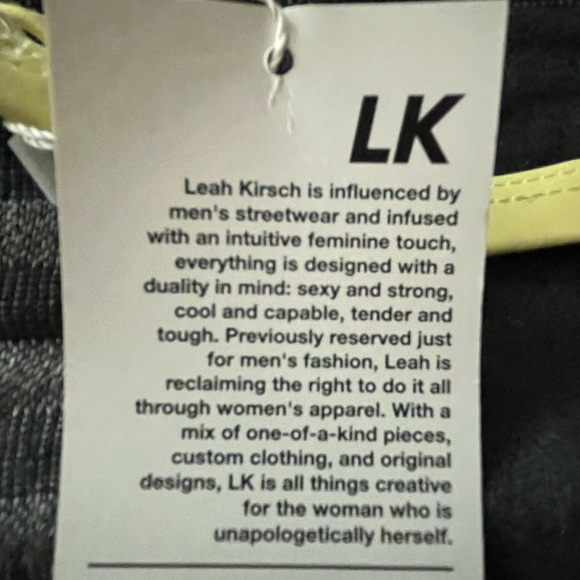 LK
Leah Kirsch is influenced by
men's streetwear and infused
with an intuitive feminine touch,
everything is designed with a
duality in mind: sexy and strong,
cool and capable, tender and
tough. Previously reserved just
for men's fashion, Leah is
reclaiming the right to do it all
through women's apparel. With a
mix of one-of-a-kind pieces,
custom clothing, and original
designs, LK is all things creative
for the woman who is
unapologetically herself.